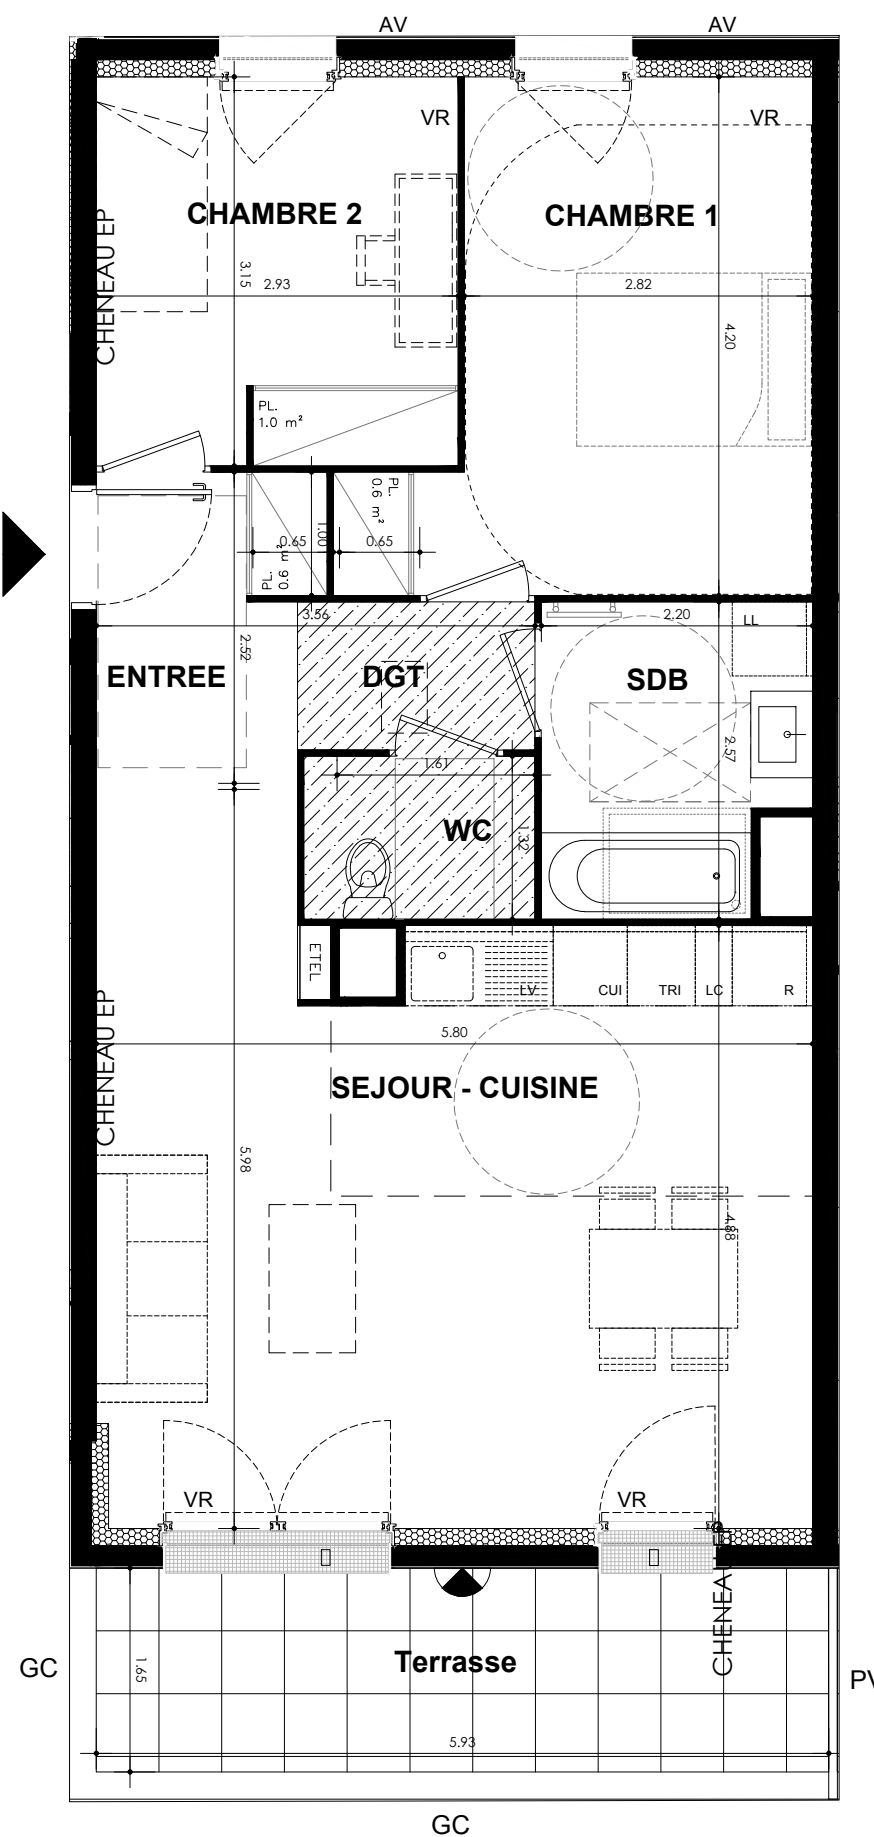 AV
AV
VR
VR
CHAMBRE 2
CHAMBRE 1
CHENEAU EP
3.15
2.93
2.82
4.20
PL.
1.0 m²
PL.
0.6 m²
1.00
0.65
0.65
PL.
0.6 m²
3.56
2.20
LL
2.52
ENTREE
DGT
SDB
2.57
1.61
WC
1.32
ETEL
LV
CUI
TRI
LC
R
CHENEAU EP
5.80
SEJOUR - CUISINE
5.98
4.88
VR
VR
CHENEAU
1.65
Terrasse
GC
PV
5.93
GC